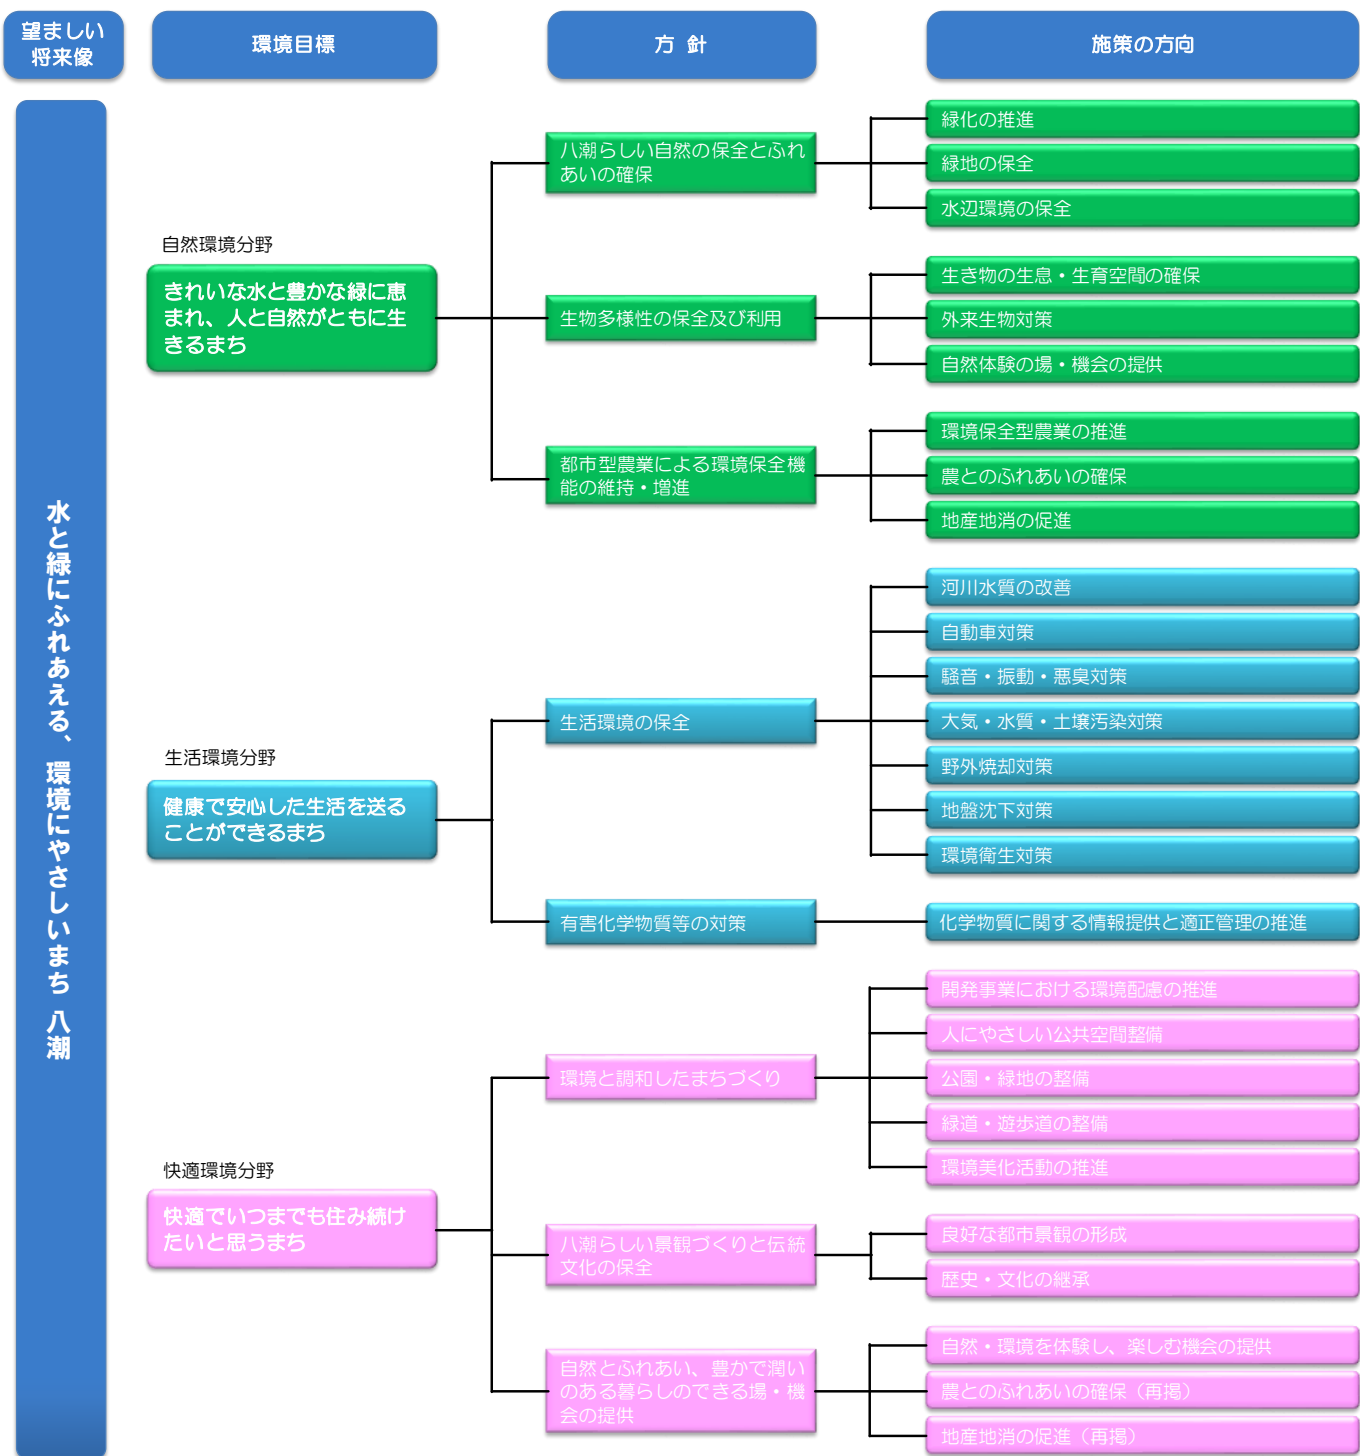 望ましい
将来像
環境目標
方 針
施策の方向
水と緑にふれあえる、環境にやさしいまち 八潮
自然環境分野
きれいな水と豊かな緑に恵
まれ、人と自然がともに生
きるまち
八潮らしい自然の保全とふれ
あいの確保
緑化の推進
緑地の保全
水辺環境の保全
生物多様性の保全及び利用
生き物の生息・生育空間の確保
外来生物対策
自然体験の場・機会の提供
都市型農業による環境保全機
能の維持・増進
環境保全型農業の推進
農とのふれあいの確保
地産地消の促進
生活環境分野
健康で安心した生活を送る
ことができるまち
生活環境の保全
河川水質の改善
自動車対策
騒音・振動・悪臭対策
大気・水質・土壌汚染対策
野外焼却対策
地盤沈下対策
環境衛生対策
有害化学物質等の対策
化学物質に関する情報提供と適正管理の推進
快適環境分野
快適でいつまでも住み続け
たいと思うまち
環境と調和したまちづくり
開発事業における環境配慮の推進
人にやさしい公共空間整備
公園・緑地の整備
緑道・遊歩道の整備
環境美化活動の推進
八潮らしい景観づくりと伝統
文化の保全
良好な都市景観の形成
歴史・文化の継承
自然とふれあい、豊かで潤い
のある暮らしのできる場・機
会の提供
自然・環境を体験し、楽しむ機会の提供
農とのふれあいの確保（再掲）
地産地消の促進（再掲）